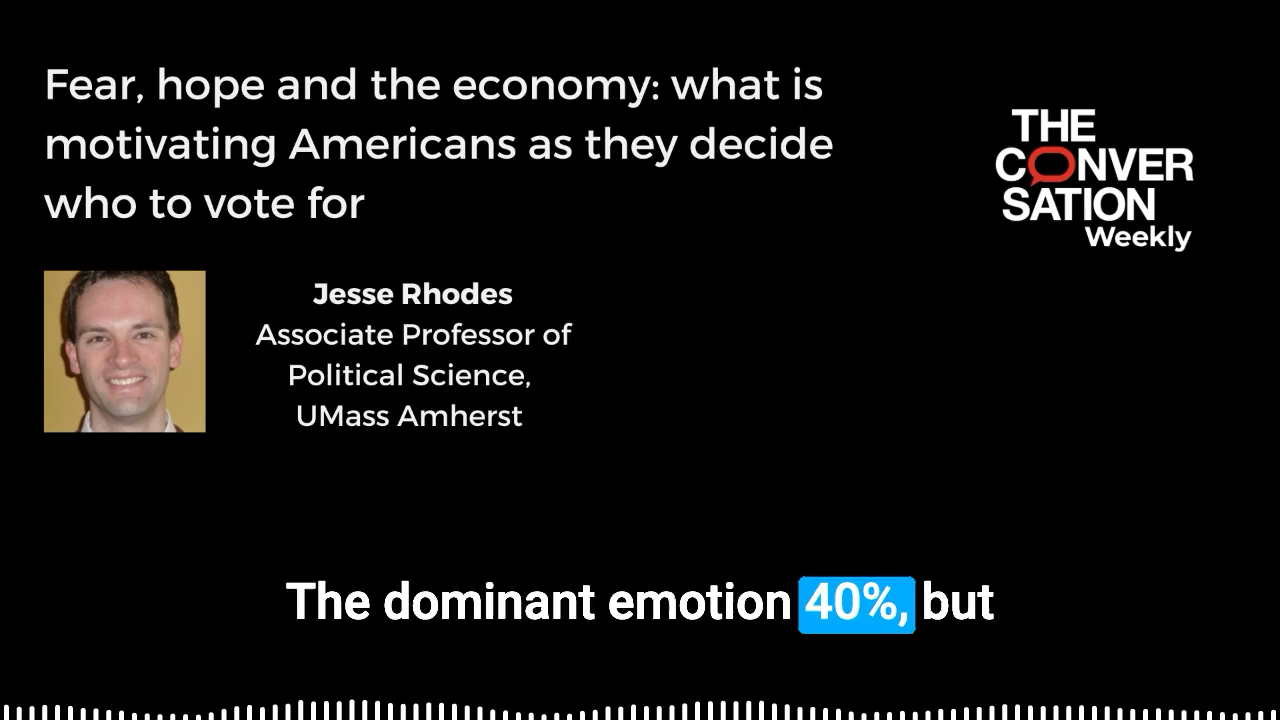 Fear, hope and the economy: what is
motivating Americans as they decide
who to vote for
THE
CONVER
SATION
Weekly
Jesse Rhodes
Associate Professor of
Political Science,
UMass Amherst
The dominant emotion 40%, but